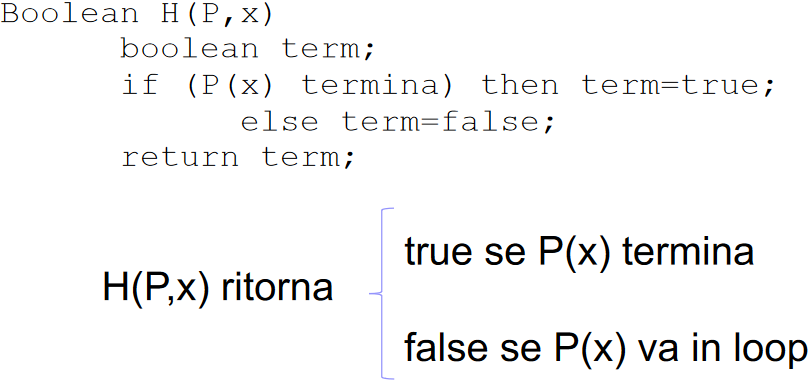 Boolean H(P,x)
boolean term;
if (P(x) termina) then term=true;
else term=false;
return term;
H(P,x) ritorna
true se P(x) termina
false se P(x) va in loop